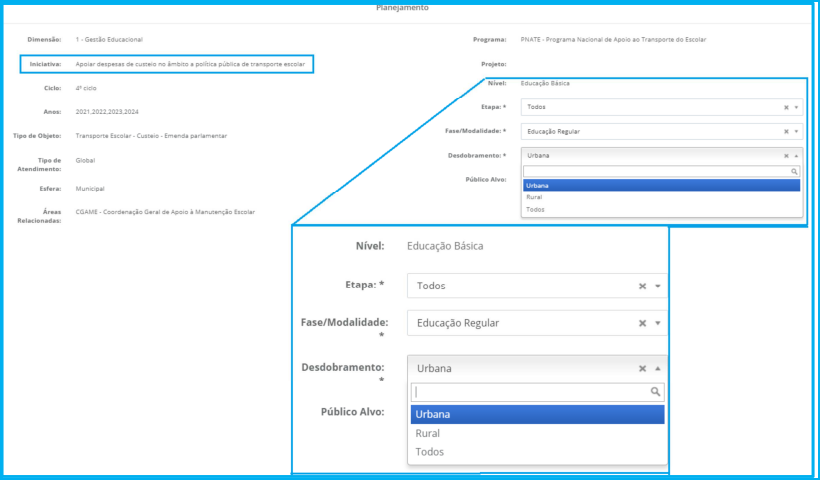 Planejamento
Dimensão: 1 - Gestão Educacional
Iniciativa: Apoiar despesas de custeio no âmbito a política pública de transporte escolar
Ciclo: 4º ciclo
Anos: 2021,2022,2023,2024
Tipo de Objeto: Transporte Escolar - Custeio - Emenda parlamentar
Tipo de Atendimento: Global
Esfera: Municipal
Áreas Relacionadas: CGAME - Coordenação Geral de Apoio à Manutenção Escolar
Programa: PNATE - Programa Nacional de Apoio ao Transporte do Escolar
Projeto:
Nível: Educação Básica
Etapa: * Todos
Fase/Modalidade: * Educação Regular
Desdobramento: * Urbana
Urbana
Público Alvo:
Rural
Todos
Nível: Educação Básica
Etapa: * Todos
Fase/Modalidade: * Educação Regular
Desdobramento: * Urbana
Público Alvo:
Urbana
Rural
Todos